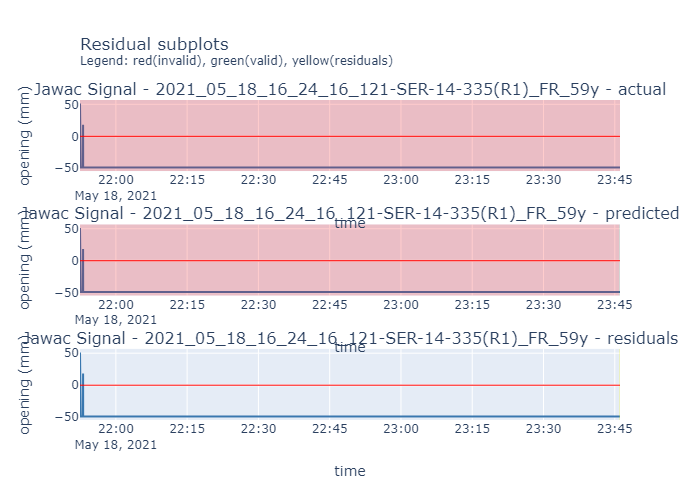 Residual subplots
Legend: red(invalid), green(valid), yellow(residuals)
Jawac Signal - 2021_05_18_16_24_16_121-SER-14-335(R1)_FR_59y - actual
opening (mm)
50
0
−50
22:00 22:15 22:30 22:45 23:00 23:15 23:30 23:45
May 18, 2021
time
Jawac Signal - 2021_05_18_16_24_16_121-SER-14-335(R1)_FR_59y - predicted
opening (mm)
50
0
−50
22:00 22:15 22:30 22:45 23:00 23:15 23:30 23:45
May 18, 2021
time
Jawac Signal - 2021_05_18_16_24_16_121-SER-14-335(R1)_FR_59y - residuals
opening (mm)
50
0
−50
22:00 22:15 22:30 22:45 23:00 23:15 23:30 23:45
May 18, 2021
time